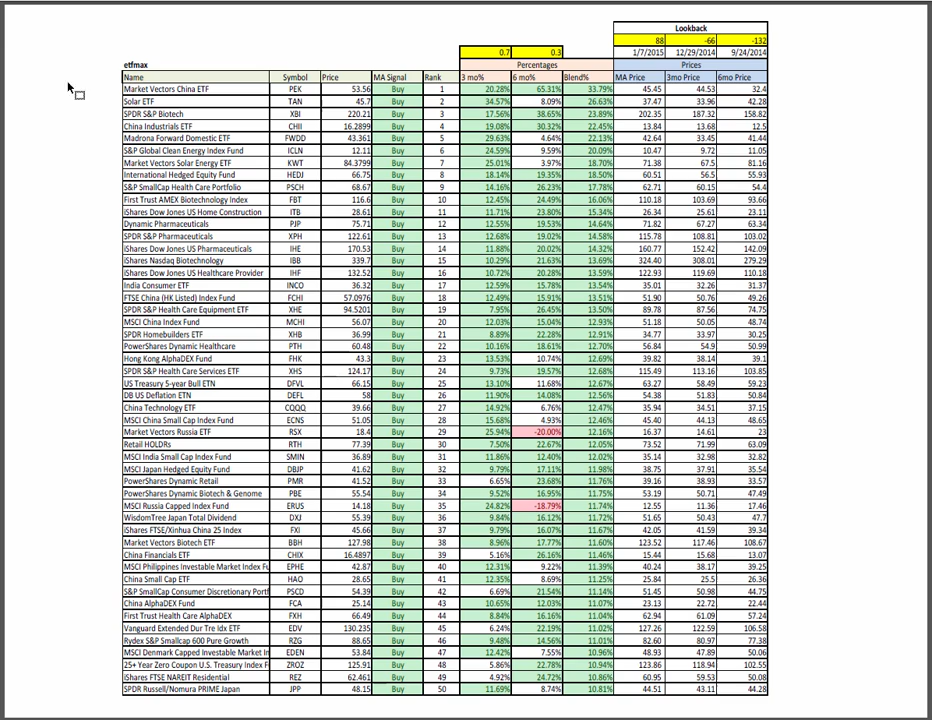 Lookback
88 -66 -132
0.7 0.3 1/7/2015 12/29/2014 9/24/2014
etfmax Percentages Prices
Name Symbol Price MA Signal Rank 3 mo% 6 mo% Blend% MA Price 3mo Price 6mo Price
Market Vectors China ETF PEK 53.56 Buy 1 20.28% 65.31% 33.79% 45.45 44.53 32.4
Solar ETF TAN 45.7 Buy 2 34.57% 8.09% 26.63% 37.47 33.96 42.28
SPDR S&P Biotech XBI 220.21 Buy 3 17.56% 38.65% 23.89% 202.35 187.32 158.82
China Industrials ETF CHII 16.2899 Buy 4 19.08% 30.32% 22.45% 13.84 13.68 12.5
Madrona Forward Domestic ETF FWDD 43.361 Buy 5 29.63% 4.64% 22.13% 42.64 33.45 41.44
S&P Global Clean Energy Index Fund ICLN 12.11 Buy 6 24.59% 9.59% 20.09% 10.47 9.72 11.05
Market Vectors Solar Energy ETF KWT 84.3799 Buy 7 25.01% 3.97% 18.70% 71.38 67.5 81.16
International Hedged Equity Fund HEDJ 66.75 Buy 8 18.14% 19.35% 18.50% 60.51 56.5 55.93
S&P SmallCap Health Care Portfolio PSCH 68.67 Buy 9 14.16% 26.23% 17.78% 62.71 60.15 54.4
First Trust AMEX Biotechnology Index FBT 116.6 Buy 10 12.45% 24.49% 16.06% 110.18 103.69 93.66
iShares Dow Jones US Home Construction ITB 28.61 Buy 11 11.71% 23.80% 15.34% 26.34 25.61 23.11
Dynamic Pharmaceuticals PJP 75.71 Buy 12 12.55% 19.53% 14.64% 71.82 67.27 63.34
SPDR S&P Pharmaceuticals XPH 122.61 Buy 13 12.68% 19.02% 14.58% 115.78 108.81 103.02
iShares Dow Jones US Pharmaceuticals IHE 170.53 Buy 14 11.88% 20.02% 14.32% 160.77 152.42 142.09
iShares Nasdaq Biotechnology IBB 339.7 Buy 15 10.29% 21.63% 13.69% 324.40 308.01 279.29
iShares Dow Jones US Healthcare Provider IHF 132.52 Buy 16 10.72% 20.28% 13.59% 122.93 119.69 110.18
India Consumer ETF INCO 36.32 Buy 17 12.59% 15.78% 13.54% 35.01 32.26 31.37
FTSE China (HK Listed) Index Fund FCHI 57.0976 Buy 18 12.49% 15.91% 13.51% 51.90 50.76 49.26
SPDR S&P Health Care Equipment ETF XHE 94.5201 Buy 19 7.95% 26.45% 13.50% 89.78 87.56 74.75
MSCI China Index Fund MCHI 56.07 Buy 20 12.03% 15.04% 12.93% 51.18 50.05 48.74
SPDR Homebuilders ETF XHB 36.99 Buy 21 8.89% 22.28% 12.91% 34.77 33.97 30.25
PowerShares Dynamic Healthcare PTH 60.48 Buy 22 10.16% 18.61% 12.70% 56.84 54.9 50.99
Hong Kong AlphaDEX Fund FHK 43.3 Buy 23 13.53% 10.74% 12.69% 39.82 38.14 39.1
SPDR S&P Health Care Services ETF XHS 124.17 Buy 24 9.73% 19.57% 12.68% 115.49 113.16 103.85
US Treasury 5-year Bull ETN DFVL 66.15 Buy 25 13.10% 11.68% 12.67% 63.27 58.49 59.23
DB US Deflation ETN DEFL 58 Buy 26 11.90% 14.08% 12.56% 54.38 51.83 50.84
China Technology ETF CQQQ 39.66 Buy 27 14.92% 6.76% 12.47% 35.94 34.51 37.15
MSCI China Small Cap Index Fund ECNS 51.05 Buy 28 15.68% 4.93% 12.46% 45.40 44.13 48.65
Market Vectors Russia ETF RSX 18.4 Buy 29 25.94% -20.00% 12.16% 16.37 14.61 23
Retail HOLDRs RTH 77.39 Buy 30 7.50% 22.67% 12.05% 73.52 71.99 63.09
MSCI India Small Cap Index Fund SMIN 36.89 Buy 31 11.86% 12.40% 12.02% 35.14 32.98 32.82
MSCI Japan Hedged Equity Fund DBJP 41.62 Buy 32 9.79% 17.11% 11.98% 38.75 37.91 35.54
PowerShares Dynamic Retail PMR 41.52 Buy 33 6.65% 23.68% 11.76% 39.16 38.93 33.57
PowerShares Dynamic Biotech & Genome PBE 55.54 Buy 34 9.52% 16.95% 11.75% 53.19 50.71 47.49
MSCI Russia Capped Index Fund ERUS 14.18 Buy 35 24.82% -18.79% 11.74% 12.55 11.36 17.46
WisdomTree Japan Total Dividend DXJ 55.39 Buy 36 9.84% 16.12% 11.72% 51.65 50.43 47.7
iShares FTSE/Xinhua China 25 Index FXI 45.66 Buy 37 9.79% 16.07% 11.67% 42.05 41.59 39.34
Market Vectors Biotech ETF BBH 127.98 Buy 38 8.96% 17.77% 11.60% 123.52 117.46 108.67
China Financials ETF CHIX 16.4897 Buy 39 5.16% 26.16% 11.46% 15.44 15.68 13.07
MSCI Philippines Investable Market Index Fu EPHE 42.87 Buy 40 12.31% 9.22% 11.39% 40.24 38.17 39.25
China Small Cap ETF HAO 28.65 Buy 41 12.35% 8.69% 11.25% 25.84 25.5 26.36
S&P SmallCap Consumer Discretionary Portf PSCD 54.39 Buy 42 6.69% 21.54% 11.14% 51.45 50.98 44.75
China AlphaDEX Fund FCA 25.14 Buy 43 10.65% 12.03% 11.07% 23.13 22.72 22.44
First Trust Health Care AlphaDEX FXH 66.49 Buy 44 8.84% 16.16% 11.04% 62.94 61.09 57.24
Vanguard Extended Dur Tre Idx ETF EDV 130.235 Buy 45 6.24% 22.19% 11.02% 127.26 122.59 106.58
Rydex S&P Smallcap 600 Pure Growth RZG 88.65 Buy 46 9.48% 14.56% 11.01% 82.60 80.97 77.38
MSCI Denmark Capped Investable Market In EDEN 53.84 Buy 47 12.42% 7.55% 10.96% 48.93 47.89 50.06
25+ Year Zero Coupon U.S. Treasury Index F ZROZ 125.91 Buy 48 5.86% 22.78% 10.94% 123.86 118.94 102.55
iShares FTSE NAREIT Residential REZ 62.461 Buy 49 4.92% 24.72% 10.86% 60.95 59.53 50.08
SPDR Russell/Nomura PRIME Japan JPP 48.15 Buy 50 11.69% 8.74% 10.81% 44.51 43.11 44.28